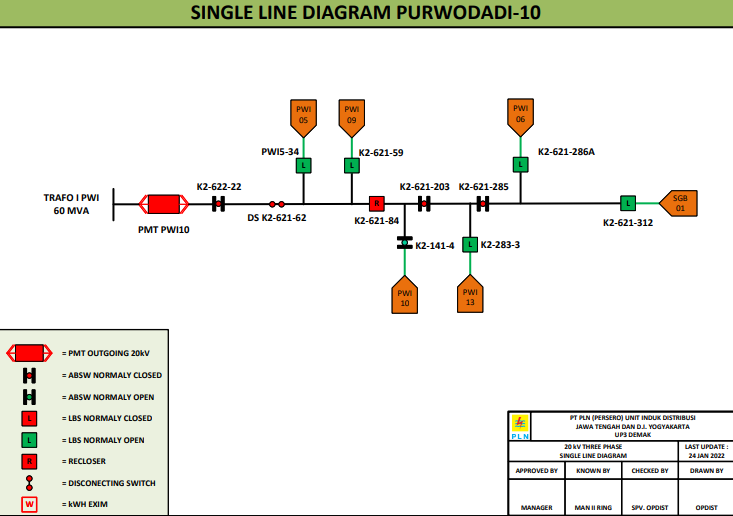 SINGLE LINE DIAGRAM PURWODADI-10
PWI
05
PWI
09
PWI
06
PWI5-34
L
L
K2-621-59
L
K2-621-286A
TRAFO I PWI
60 MVA
K2-622-22
K2-621-203
K2-621-285
SGB
01
PMT PWI10
DS K2-621-62
R
K2-621-84
L
K2-621-312
K2-141-4
L
K2-283-3
PWI
10
PWI
13
= PMT OUTGOING 20kV
= ABSW NORMALY CLOSED
= ABSW NORMALY OPEN
L = LBS NORMALY CLOSED
L = LBS NORMALY OPEN
R = RECLOSER
= DISCONECTING SWITCH
W = kWH EXIM
PLN
PT PLN (PERSERO) UNIT INDUK DISTRIBUSI
JAWA TENGAH DAN D.I. YOGYAKARTA
UP3 DEMAK
20 kV THREE PHASE
SINGLE LINE DIAGRAM
LAST UPDATE :
24 JAN 2022
APPROVED BY
KNOWN BY
CHECKED BY
DRAWN BY
MANAGER
MAN II RING
SPV. OPDIST
OPDIST